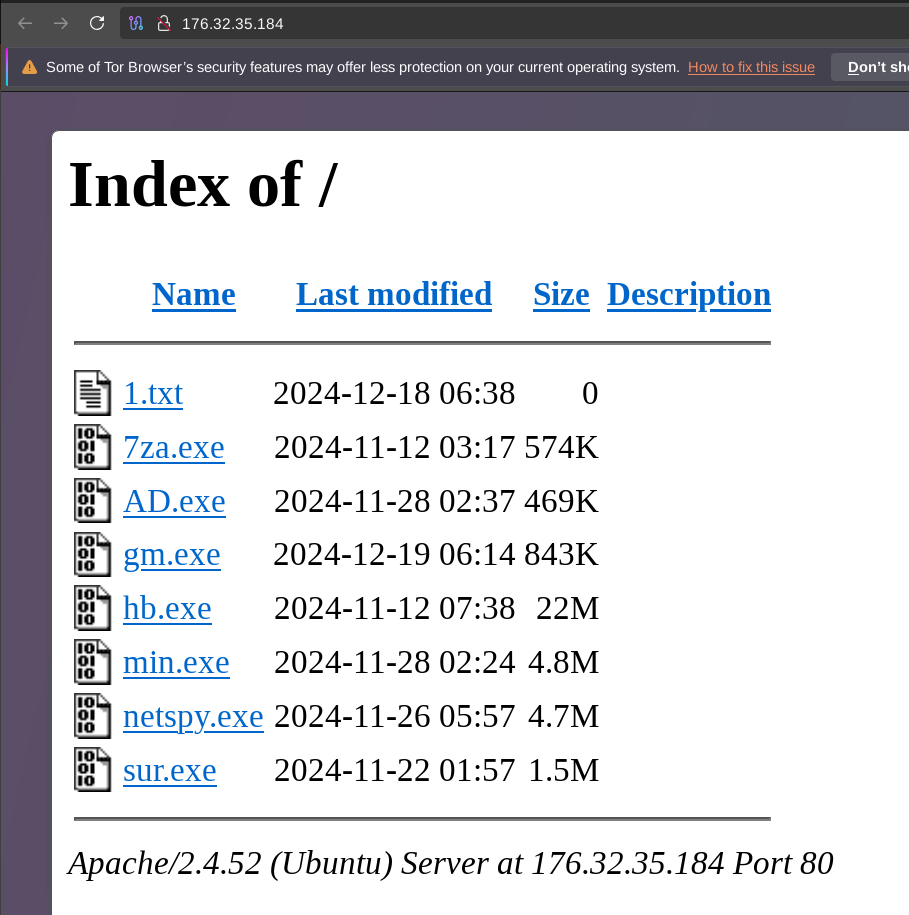 176.32.35.184
Some of Tor Browser’s security features may offer less protection on your current operating system. How to fix this issue Don’t sh
Index of /
Name Last modified Size Description
1.txt 2024-12-18 06:38 0
7za.exe 2024-11-12 03:17 574K
AD.exe 2024-11-28 02:37 469K
gm.exe 2024-12-19 06:14 843K
hb.exe 2024-11-12 07:38 22M
min.exe 2024-11-28 02:24 4.8M
netspy.exe 2024-11-26 05:57 4.7M
sur.exe 2024-11-22 01:57 1.5M
Apache/2.4.52 (Ubuntu) Server at 176.32.35.184 Port 80